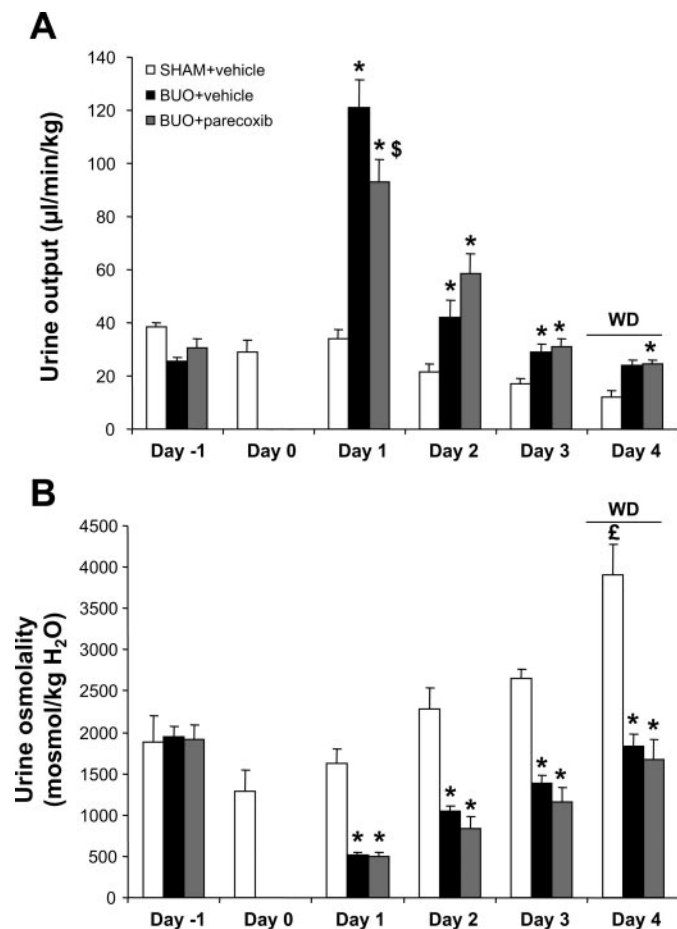 A
Urine output (µl/min/kg)
140
120
100
80
60
40
20
0
SHAM+vehicle
BUO+vehicle
BUO+parecoxib
*
* $
*
*
* *
WD
*
Day -1 Day 0 Day 1 Day 2 Day 3 Day 4
B
Urine osmolality
(mosmol/kg H₂O)
4500
4000
3500
3000
2500
2000
1500
1000
500
0
WD
£
* *
* *
* *
* *
Day -1 Day 0 Day 1 Day 2 Day 3 Day 4